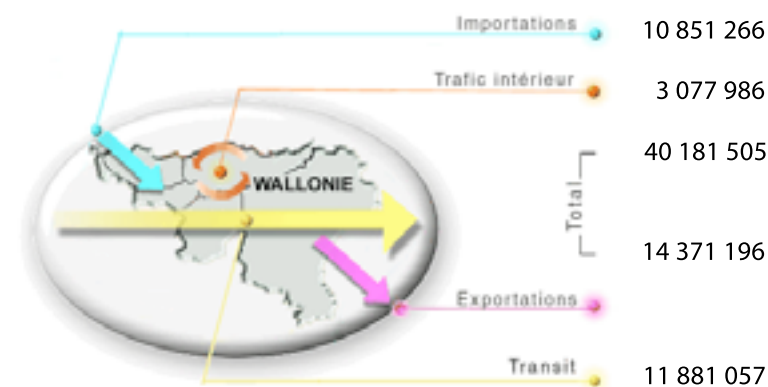 Importations 10 851 266
Trafic intérieur 3 077 986
40 181 505
WALLONIE
Total
14 371 196
Exportations
Transit 11 881 057